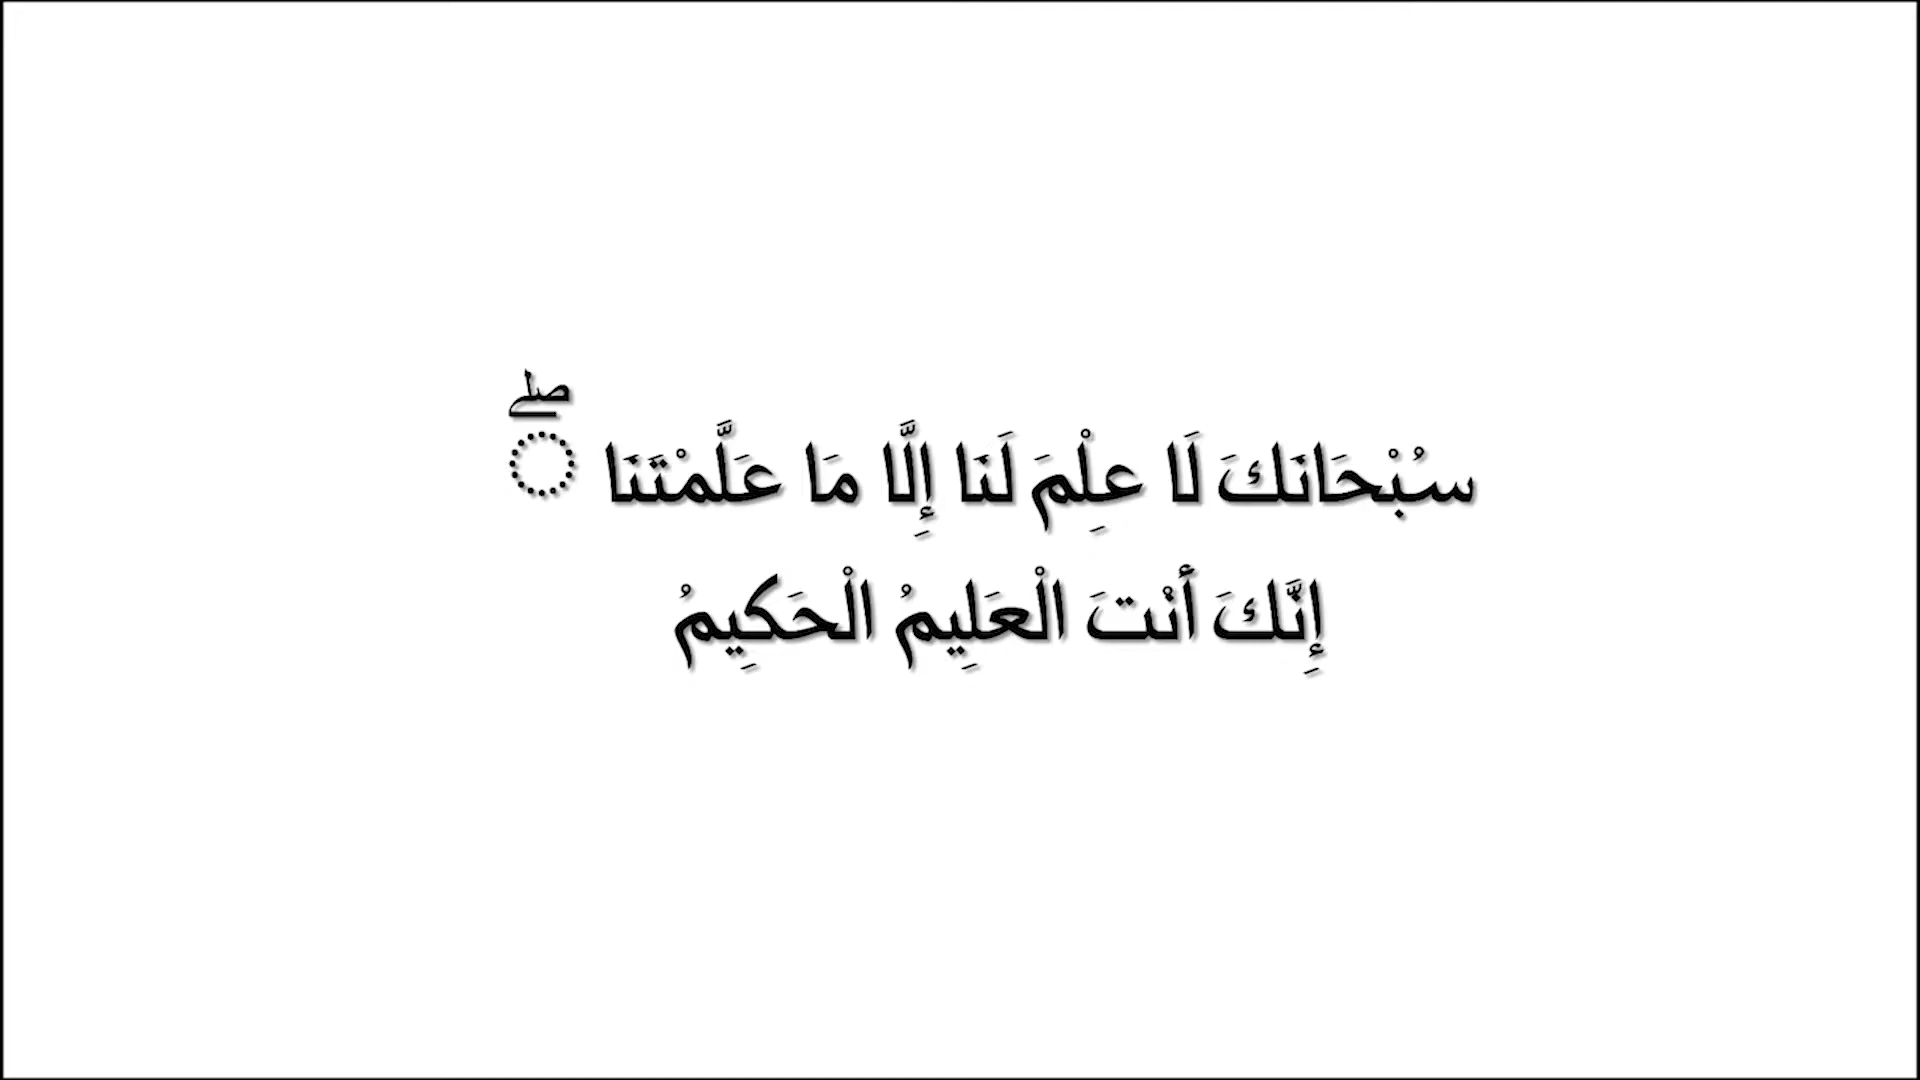 سُبْحَانَكَ لَا عِلْمَ لَنَا إِلَّا مَا عَلَّمْتَنَا ۖ
إِنَّكَ أَنْتَ الْعَلِيمُ الْحَكِيمُ